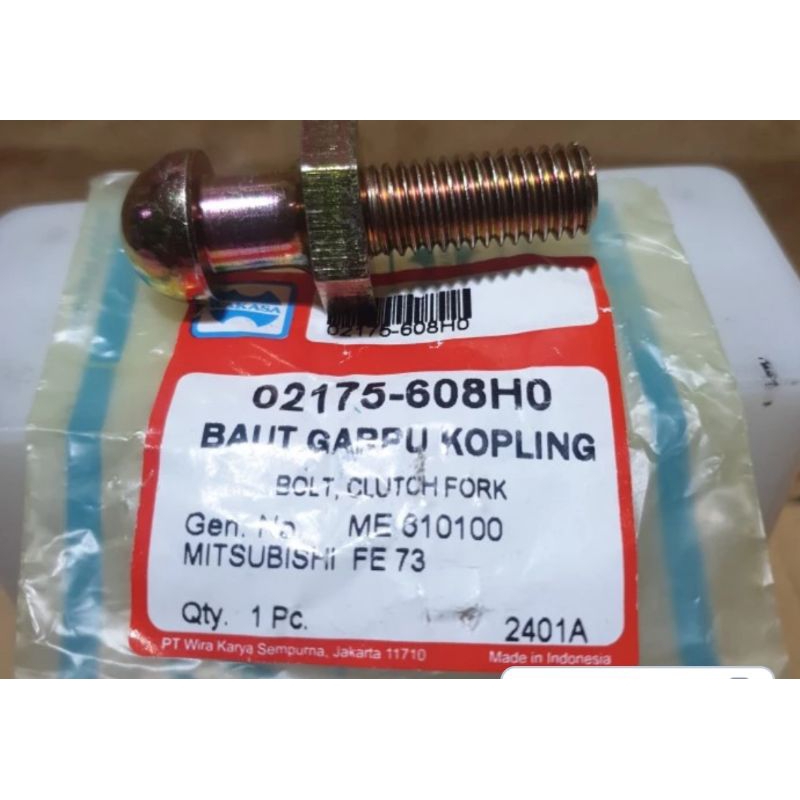 02175-608H0
02175-608H0
BAUT GARPU KOPLING
BOLT, CLUTCH FORK
Gen. No. ME 610100
MITSUBISHI FE 73
Qty. 1 Pc. 2401A
PT Wira Karya Sempurna, Jakarta 11710 Made in Indonesia